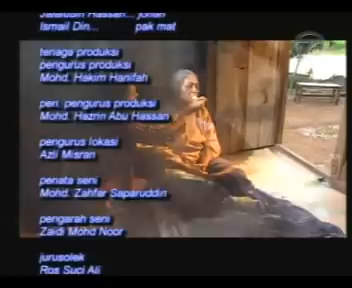 Jalaluddin Hassan... johan
Ismail Din... pak mat
tenaga produksi
pengurus produksi
Mohd. Hakim Hanifah
pen. pengurus produksi
Mohd. Hazrin Abu Hassan
pengurus lokasi
Azli Misran
penata seni
Mohd. Zahfar Saparuddin
pengarah seni
Zaidi Mohd Noor
jurusolek
Ros Suci Ali